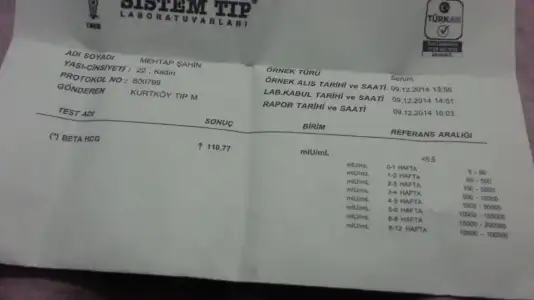 SISTEM TIP
LABORATUVARLARI
TÜRKAK
ADI SOYADI : MEHTAP ŞAHİN
YAŞI-CİNSİYETİ : 22 , Kadın
PROTOKOL NO :
GÖNDEREN KURTKÖY TIP M
ÖRNEK TÜRÜ Serum
ÖRNEK ALIŞ TARİHİ ve SAATİ 09.12.2014
LAB.KABUL TARİHİ ve SAATİ 09.12.2014 14:51
RAPOR TARİHİ ve SAATİ 09.12.2014 16:03
TEST ADI SONUÇ BİRİM REFERANS ARALIĞI
(*) BETA HCG ? 110,77 mIU/mL <5.5
mIU/mL 0-1 HAFTA
mIU/mL 1-2 HAFTA
mIU/mL 2-3 HAFTA
mIU/mL 3-4 HAFTA
mIU/mL 4-5 HAFTA
mIU/mL 5-6 HAFTA
mIU/mL 6-8 HAFTA
mIU/mL 8-12 HAFTA